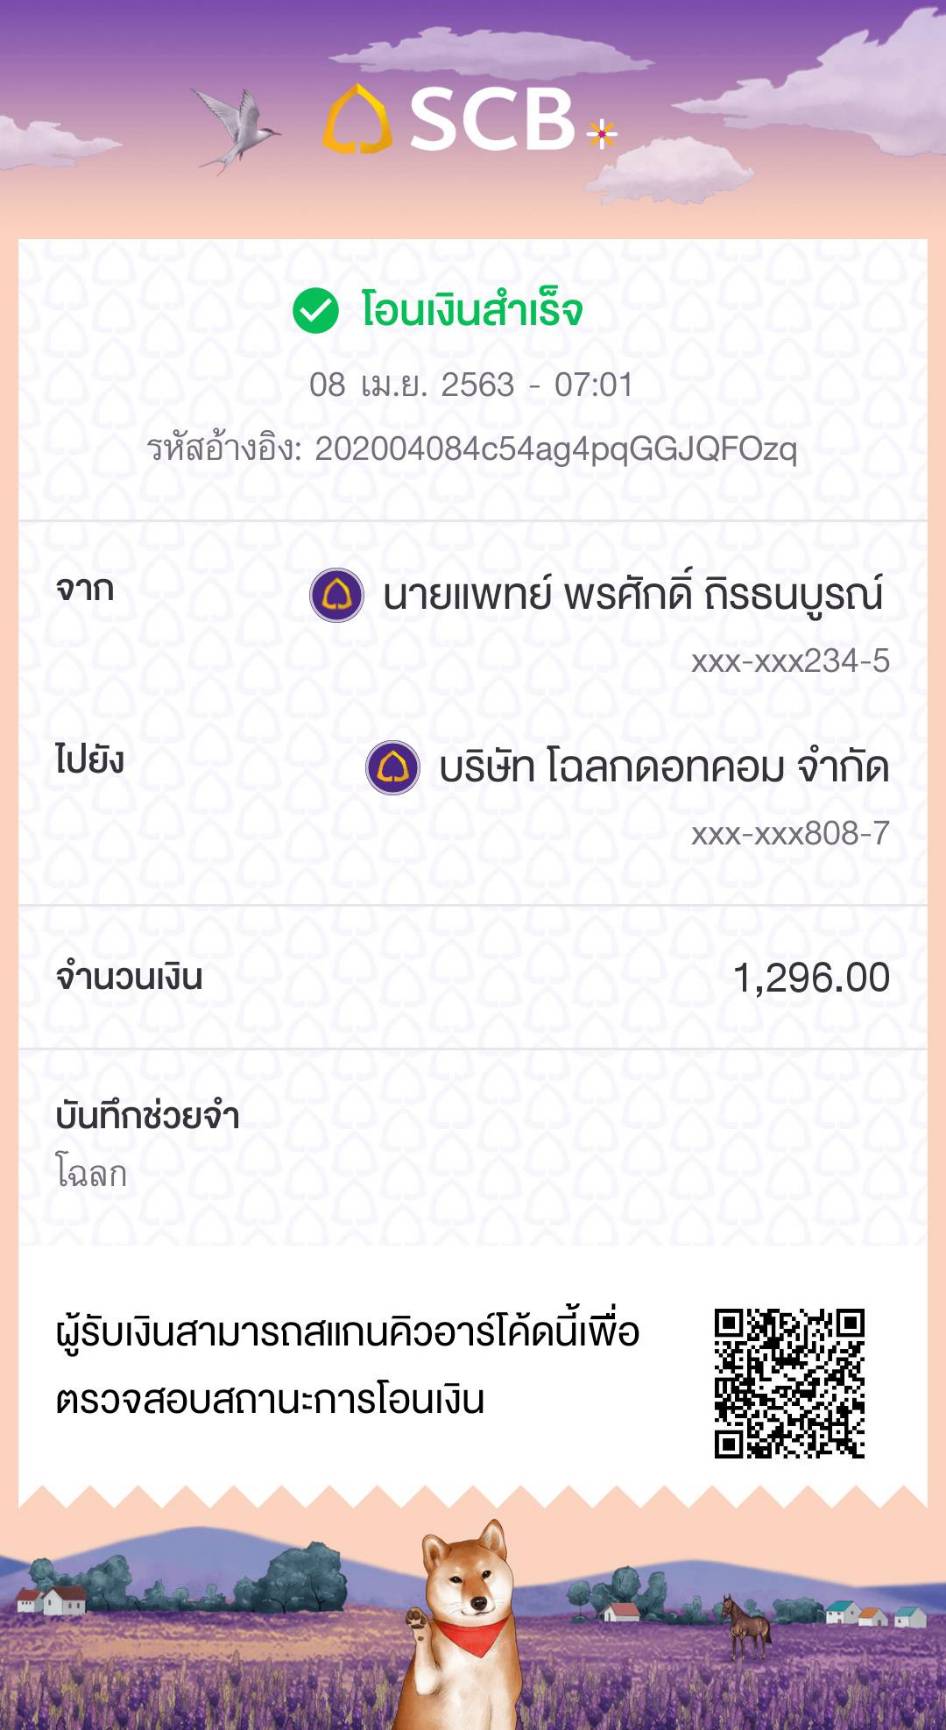 SCB
โอนเงินสำเร็จ
08 เม.ย. 2563 - 07:01
รหัสอ้างอิง: 202004084c54ag4pqGGJQFOzq
จาก
นายแพทย์ พรศักดิ์ ถิรธนบูรณ์
xxx-xxx234-5
ไปยัง
บริษัท โฉลกดอทคอม จำกัด
xxx-xxx808-7
จำนวนเงิน
1,296.00
บันทึกช่วยจำ
โฉลก
ผู้รับเงินสามารถสแกนคิวอาร์โค้ดนี้เพื่อ
ตรวจสอบสถานะการโอนเงิน